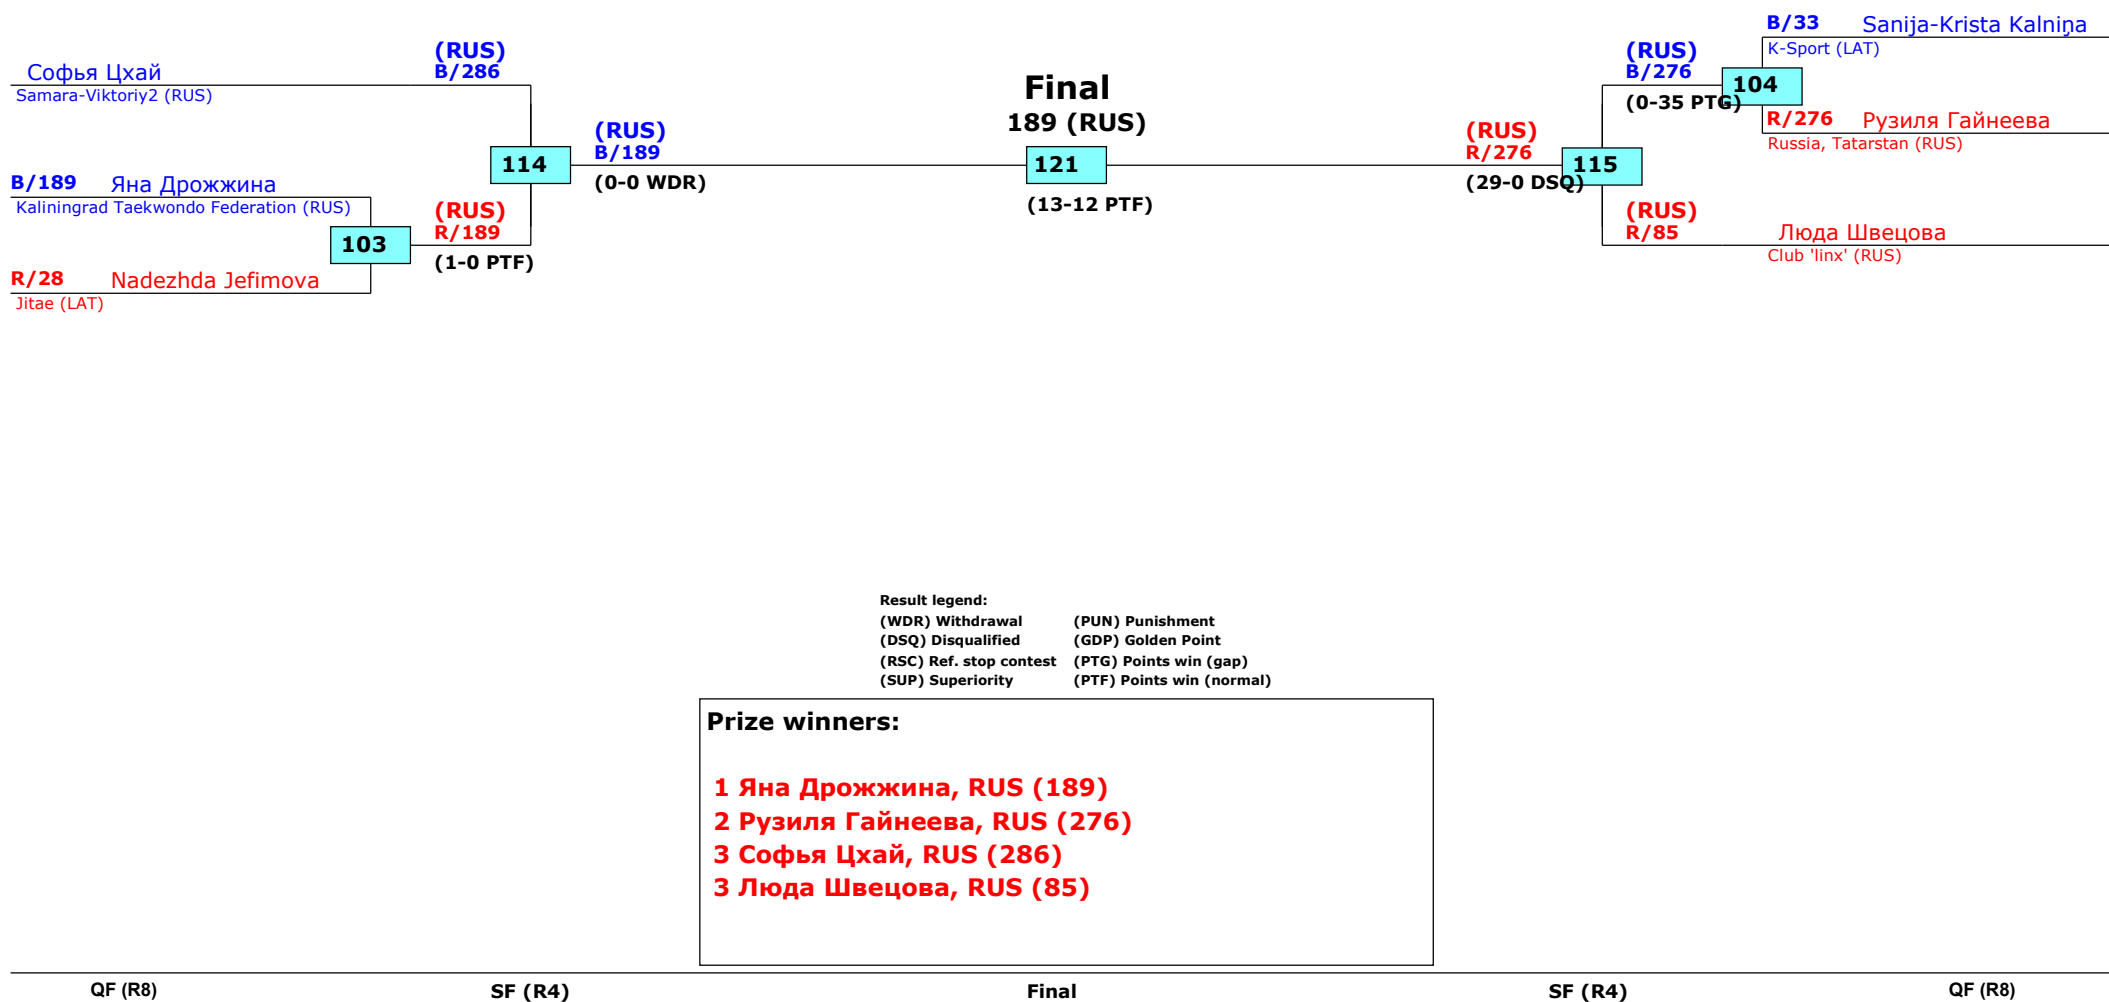 (RUS)
B/286
Софья Цхай
Samara-Viktoriy2 (RUS)
B/189 Яна Дрожжина
Kaliningrad Taekwondo Federation (RUS)
103
(RUS)
R/189
(1-0 PTF)
R/28 Nadezhda Jefimova
Jitae (LAT)
114
(RUS)
B/189
(0-0 WDR)
Final
189 (RUS)
121
(13-12 PTF)
(RUS)
R/276
(29-0 DSQ)
115
(RUS)
B/276
(0-35 PTG)
104
B/33 Sanija-Krista Kalniņa
K-Sport (LAT)
R/276 Рузиля Гайнеева
Russia, Tatarstan (RUS)
(RUS)
R/85
Люда Швецова
Club 'linx' (RUS)
Result legend:
(WDR) Withdrawal (PUN) Punishment
(DSQ) Disqualified (GDP) Golden Point
(RSC) Ref. stop contest (PTG) Points win (gap)
(SUP) Superiority (PTF) Points win (normal)
Prize winners:
1 Яна Дрожжина, RUS (189)
2 Рузиля Гайнеева, RUS (276)
3 Софья Цхай, RUS (286)
3 Люда Швецова, RUS (85)
QF (R8) SF (R4) Final SF (R4) QF (R8)